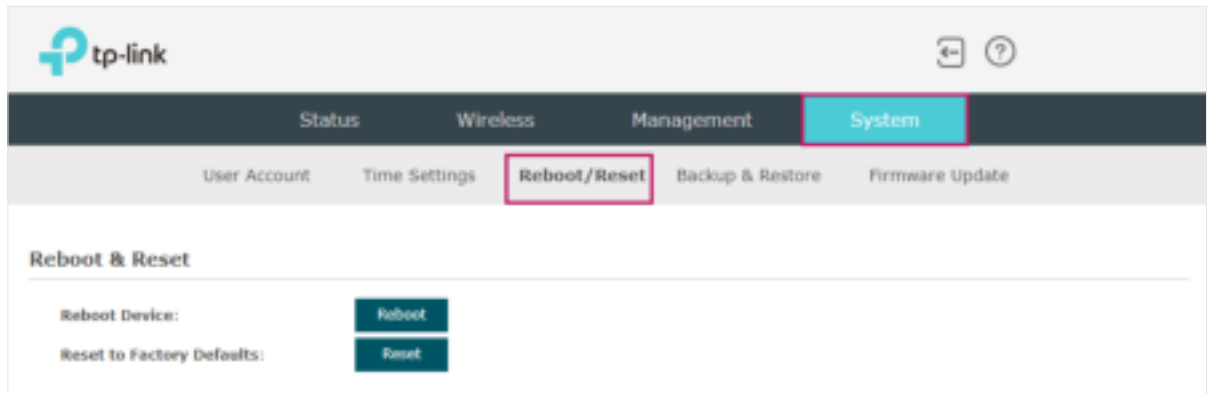 tp-link
Status Wireless Management System
User Account Time Settings Reboot/Reset Backup & Restore Firmware Update
Reboot & Reset
Reboot Device: Reboot
Reset to Factory Defaults: Reset